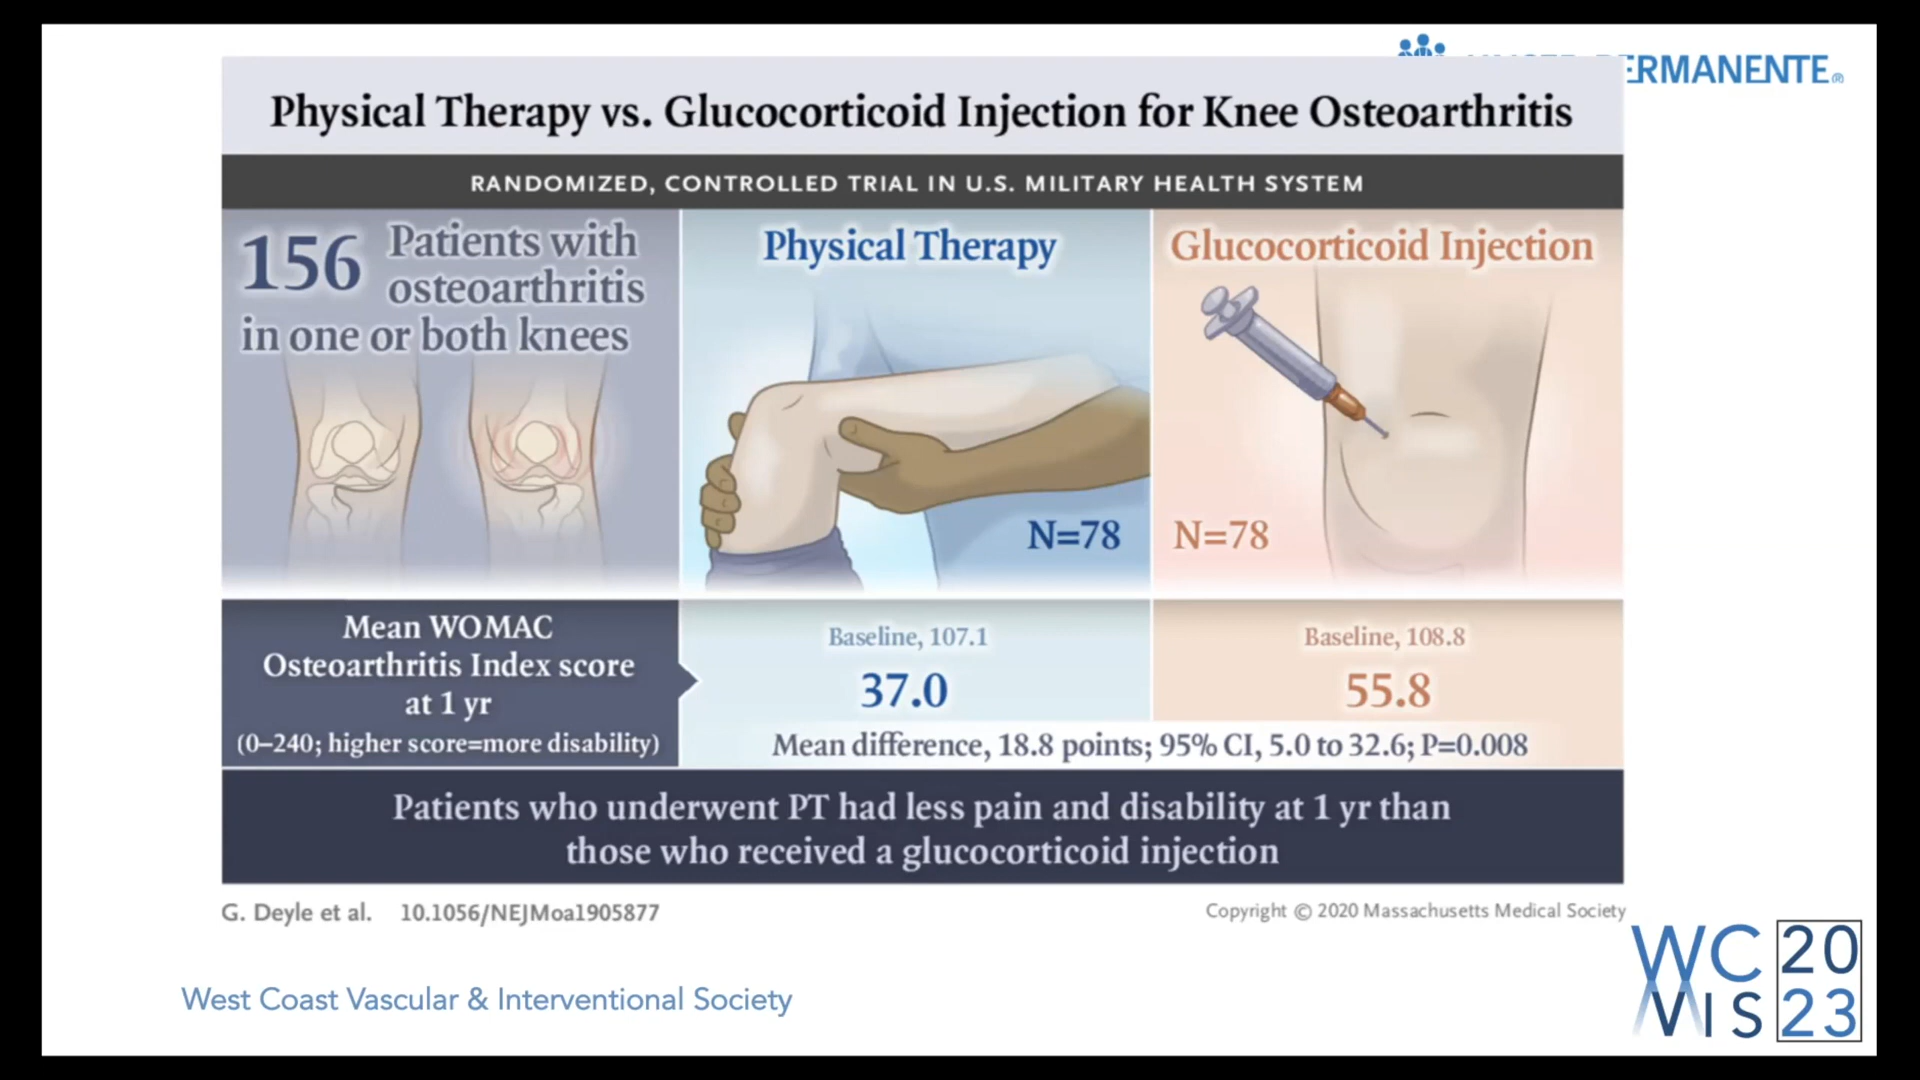 ERMANENTE®
Physical Therapy vs. Glucocorticoid Injection for Knee Osteoarthritis
RANDOMIZED, CONTROLLED TRIAL IN U.S. MILITARY HEALTH SYSTEM
156 Patients with
osteoarthritis
in one or both knees
Physical Therapy
N=78
Glucocorticoid Injection
N=78
Mean WOMAC
Osteoarthritis Index score
at 1 yr
(0–240; higher score=more disability)
Baseline, 107.1
37.0
Baseline, 108.8
55.8
Mean difference, 18.8 points; 95% CI, 5.0 to 32.6; P=0.008
Patients who underwent PT had less pain and disability at 1 yr than
those who received a glucocorticoid injection
G. Deyle et al. 10.1056/NEJMoa1905877
Copyright © 2020 Massachusetts Medical Society
West Coast Vascular & Interventional Society
WC 20
VIS 23